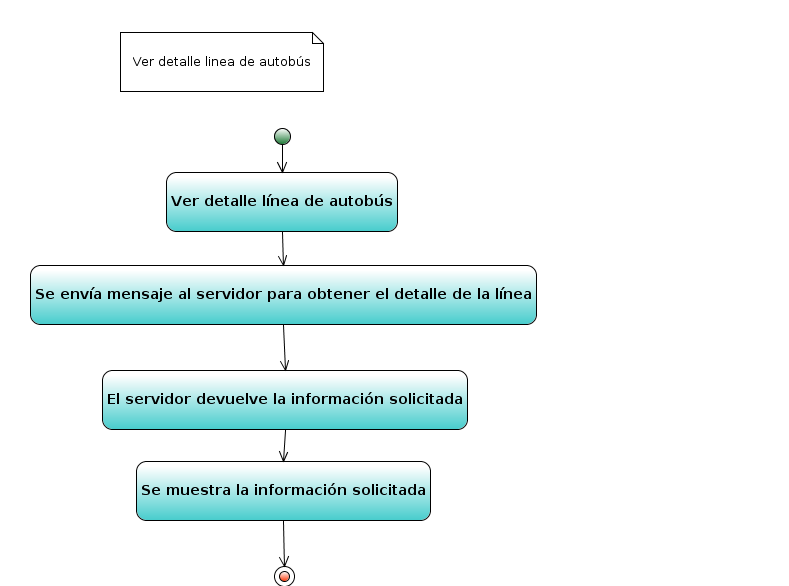 Ver detalle linea de autobús
Ver detalle línea de autobús
Se envía mensaje al servidor para obtener el detalle de la línea
El servidor devuelve la información solicitada
Se muestra la información solicitada